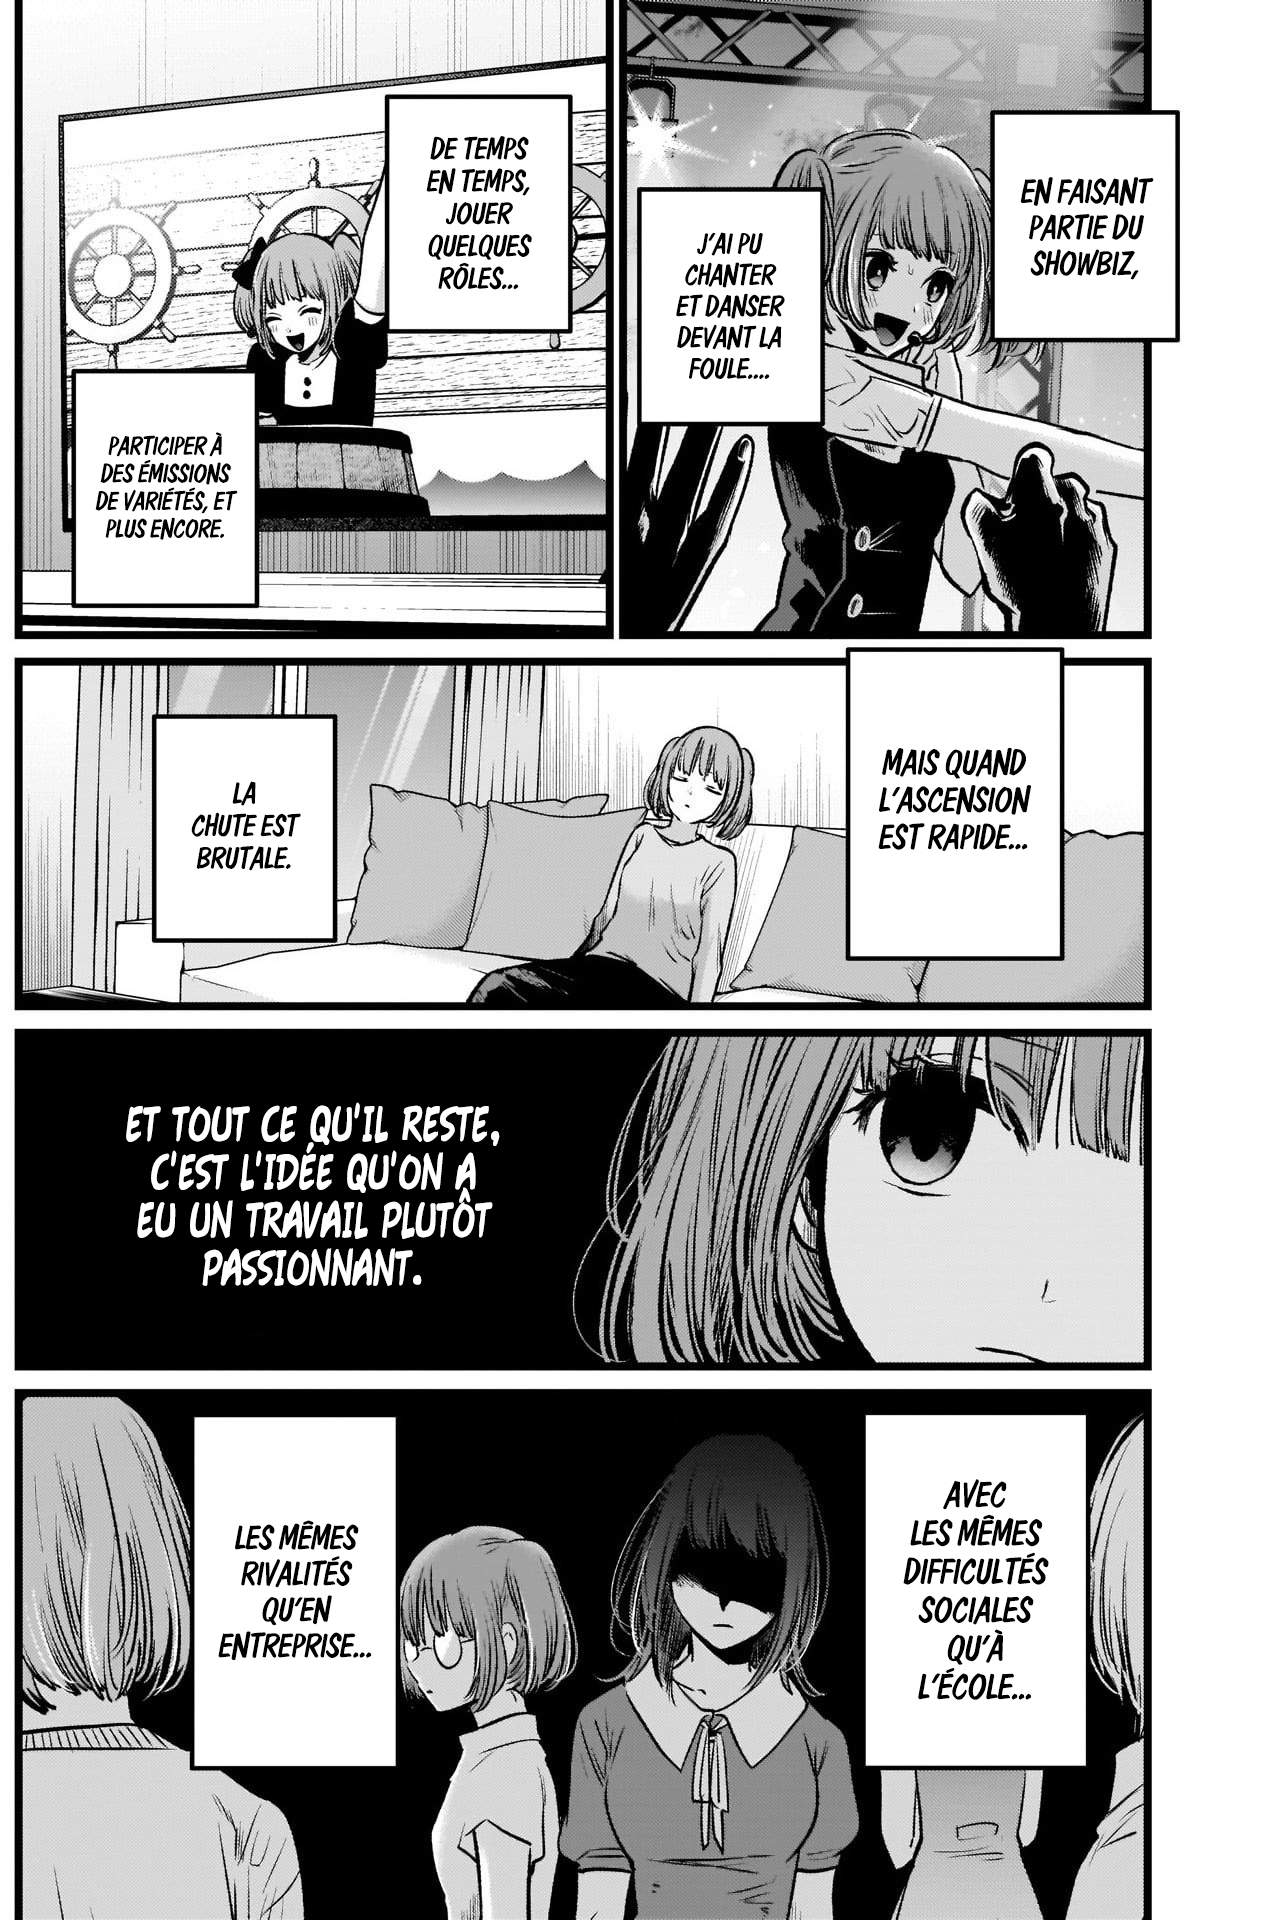 EN FAISANT
PARTIE DU
SHOWBIZ,
J'AI PU
CHANTER
ET DANSER
DEVANT LA
FOULE....
DE TEMPS
EN TEMPS,
JOUER
QUELQUES
RÔLES...
PARTICIPER À
DES ÉMISSIONS
DE VARIÉTÉS, ET
PLUS ENCORE.
MAIS QUAND
L'ASCENSION
EST RAPIDE...
LA
CHUTE EST
BRUTALE.
ET TOUT CE QU'IL RESTE,
C'EST L'IDÉE QU'ON A
EU UN TRAVAIL PLUTÔT
PASSIONNANT.
AVEC
LES MÊMES
DIFFICULTÉS
SOCIALES
QU'À
L'ÉCOLE...
LES MÊMES
RIVALITÉS
QU'EN
ENTREPRISE...